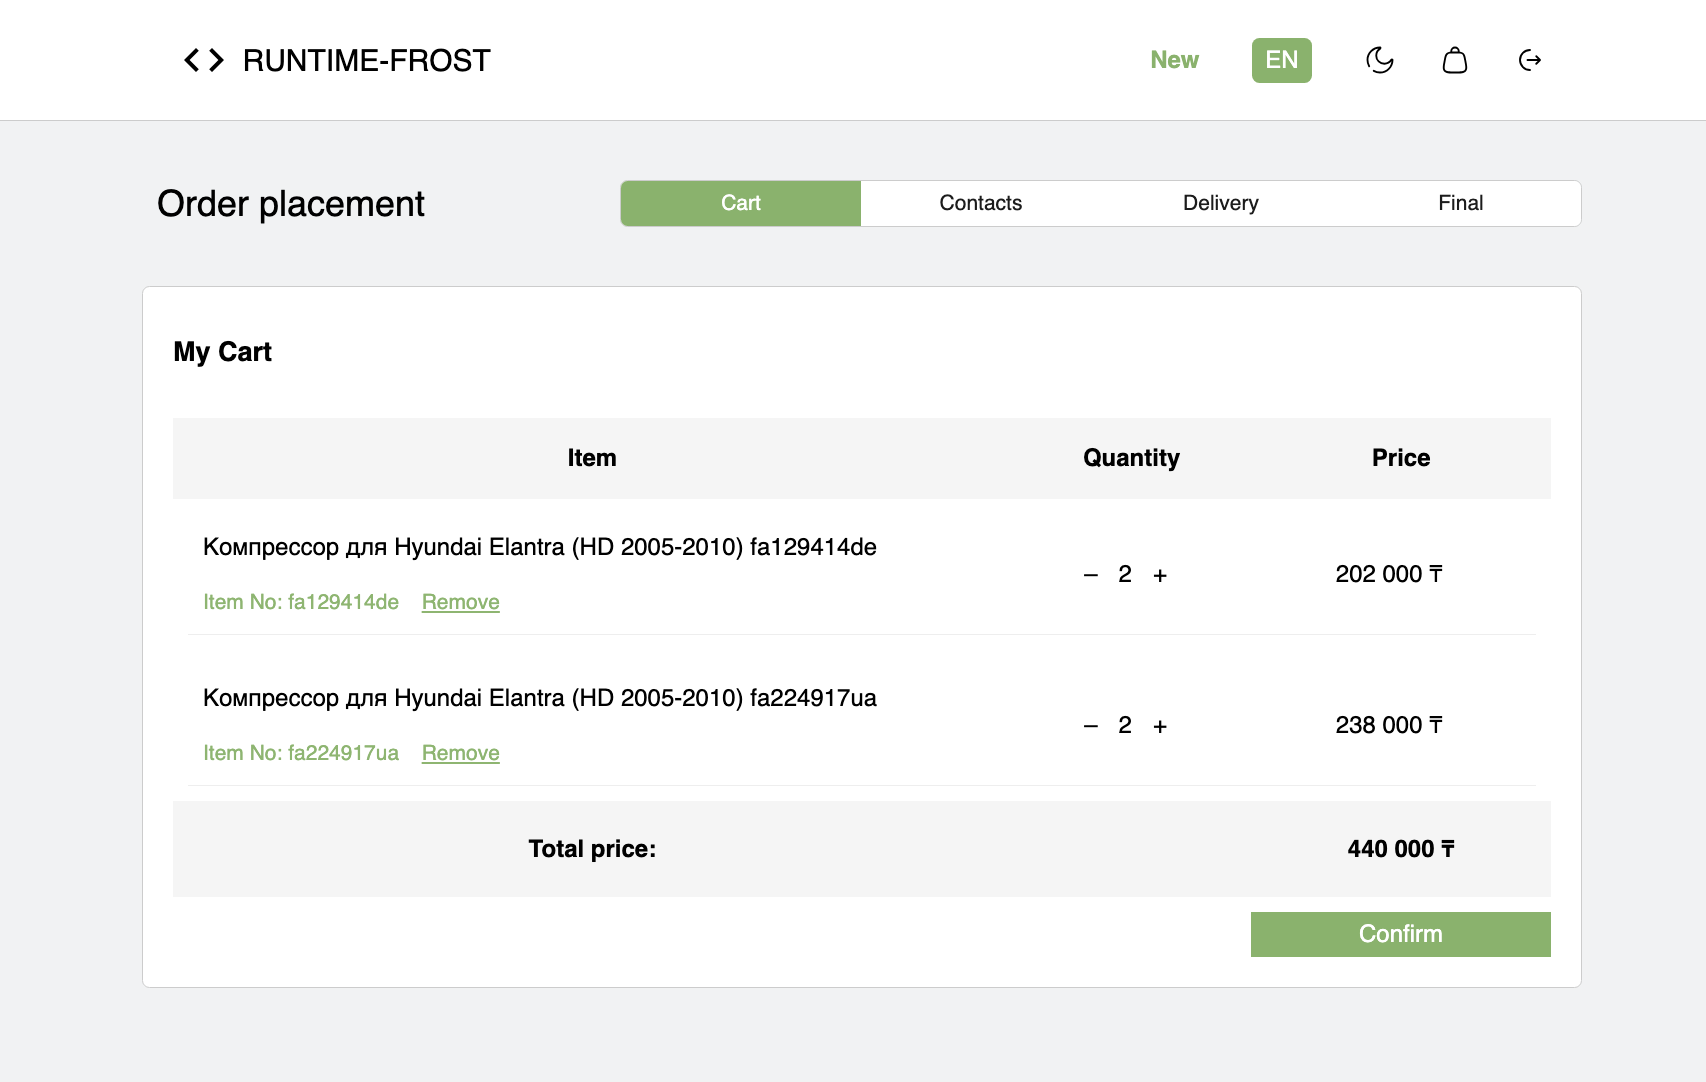 RUNTIME-FROST
New
EN
Order placement
Cart
Contacts
Delivery
Final
My Cart
Item
Quantity
Price
Компрессор для Hyundai Elantra (HD 2005-2010) fa129414de
– 2 +
202 000 ₸
Item No: fa129414de Remove
Компрессор для Hyundai Elantra (HD 2005-2010) fa224917ua
– 2 +
238 000 ₸
Item No: fa224917ua Remove
Total price:
440 000 ₸
Confirm